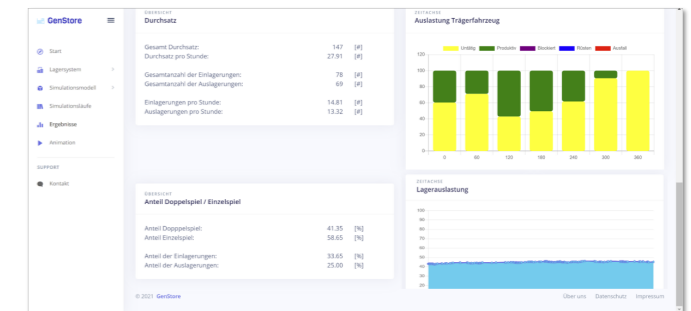 GenStore
Start
Lagersystem
Simulationsmodell
Simulationsläufe
Ergebnisse
Animation
SUPPORT
Kontakt
ÜBERSICHT
Durchsatz
Gesamt Durchsatz: 147 [#]
Durchsatz pro Stunde: 27.91 [#]
Gesamtanzahl der Einlagerungen: 78 [#]
Gesamtanzahl der Auslagerungen: 69 [#]
Einlagerungen pro Stunde: 14.81 [#]
Auslagerungen pro Stunde: 13.32 [#]
ZEITACHSE
Auslastung Trägerfahrzeug
Untätig Produktiv Blockiert Rüsten Ausfall
120
100
80
60
40
20
0
0 60 120 180 240 300 360
ÜBERSICHT
Anteil Doppelspiel / Einzelspiel
Anteil Dopppelspiel: 41.35 [%]
Anteil Einzelspiel: 58.65 [%]
Anteil der Einlagerungen: 33.65 [%]
Anteil der Auslagerungen: 25.00 [%]
ZEITACHSE
Lagerauslastung
100
90
80
70
60
50
40
30
20
© 2021 GenStore
Über uns Datenschutz Impressum